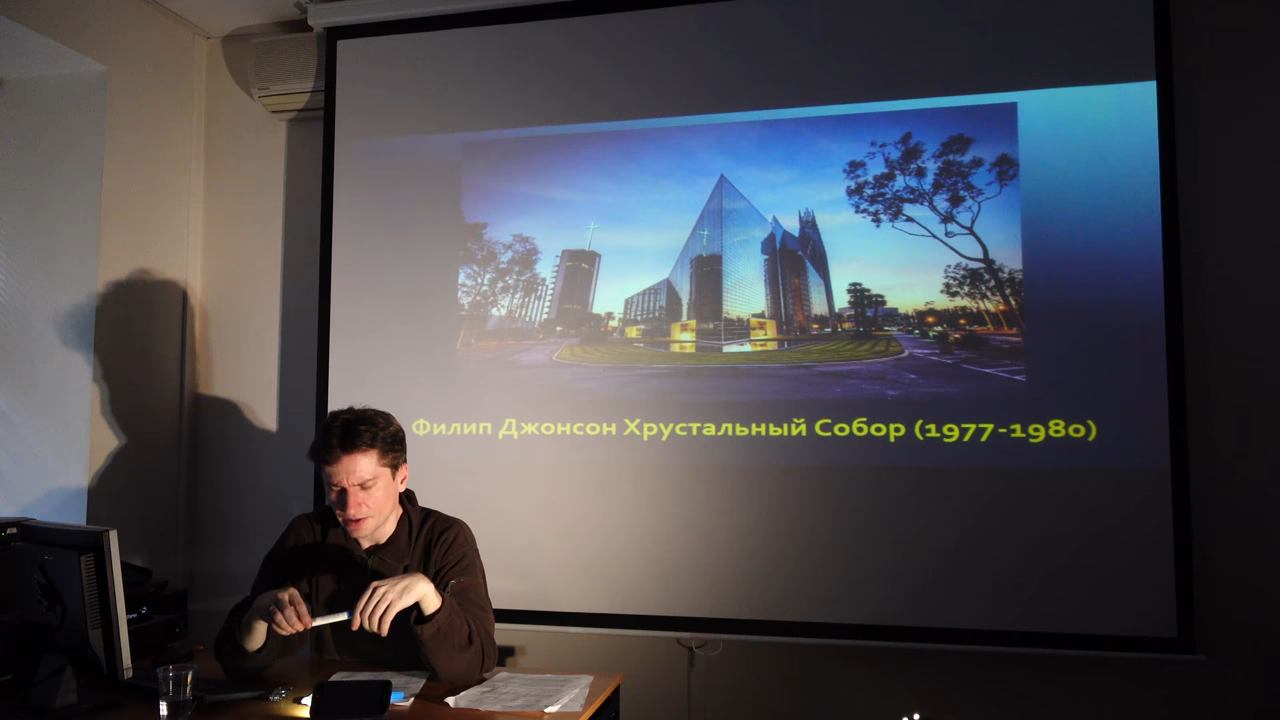 Филип Джонсон Хрустальный Собор (1977-1980)